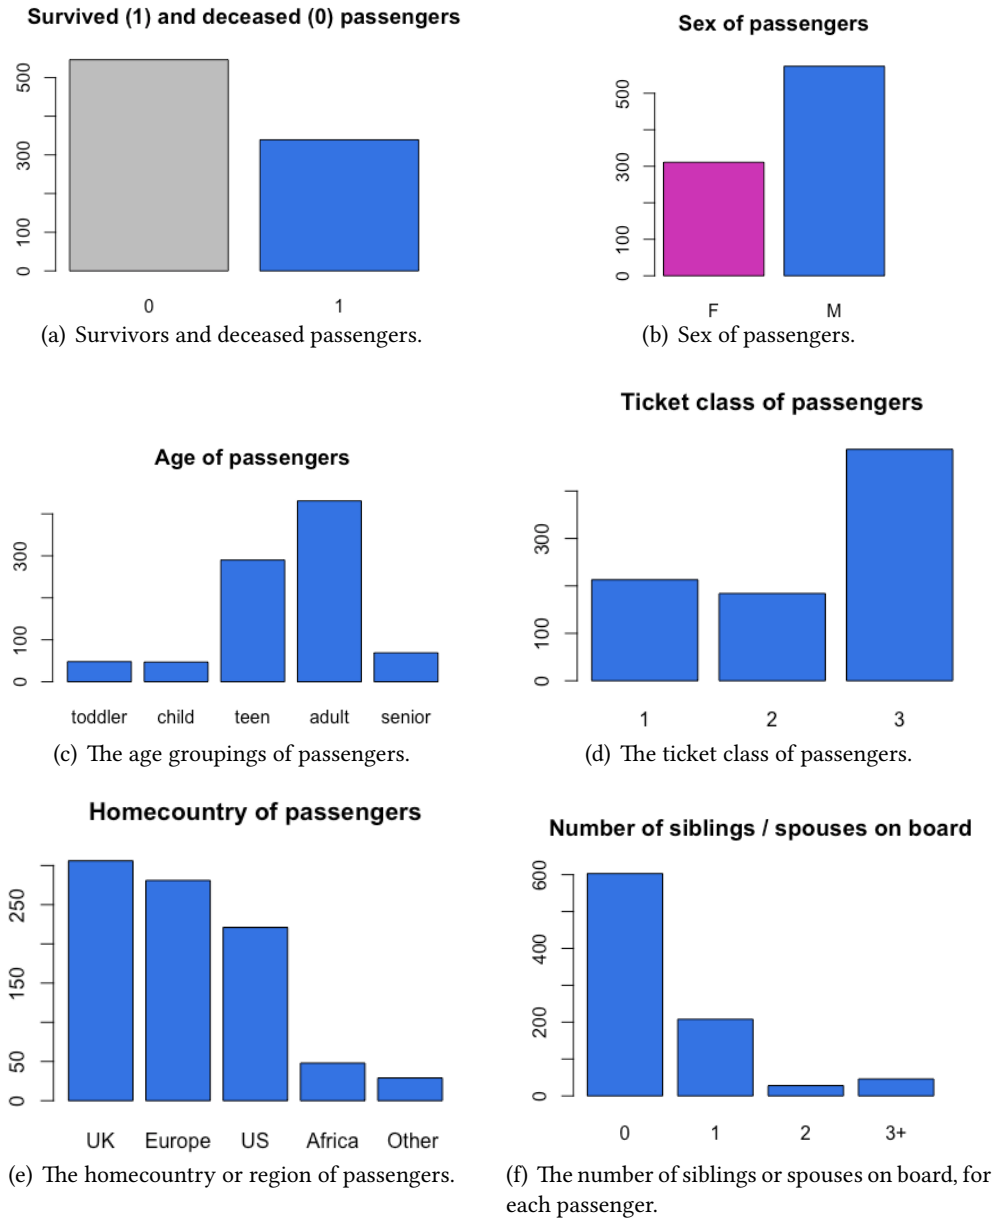 Survived (1) and deceased (0) passengers
500
300
100
0
0 1
(a) Survivors and deceased passengers.
Sex of passengers
500
300
100
0
F M
(b) Sex of passengers.
Age of passengers
300
100
0
toddler child teen adult senior
(c) The age groupings of passengers.
Ticket class of passengers
300
100
0
1 2 3
(d) The ticket class of passengers.
Homecountry of passengers
250
150
50
0
UK Europe US Africa Other
(e) The homecountry or region of passengers.
Number of siblings / spouses on board
600
400
200
0
0 1 2 3+
(f) The number of siblings or spouses on board, for
each passenger.